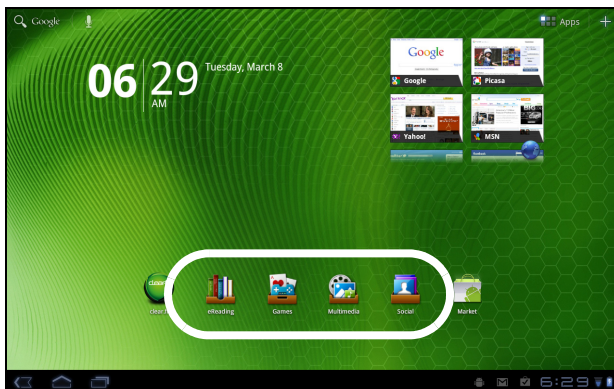 Google
Apps
06 29
AM
Tuesday, March 8
Google
Google
Picasa
Yahoo!
MSN
eReading
Games
Multimedia
Social
Market
6:29